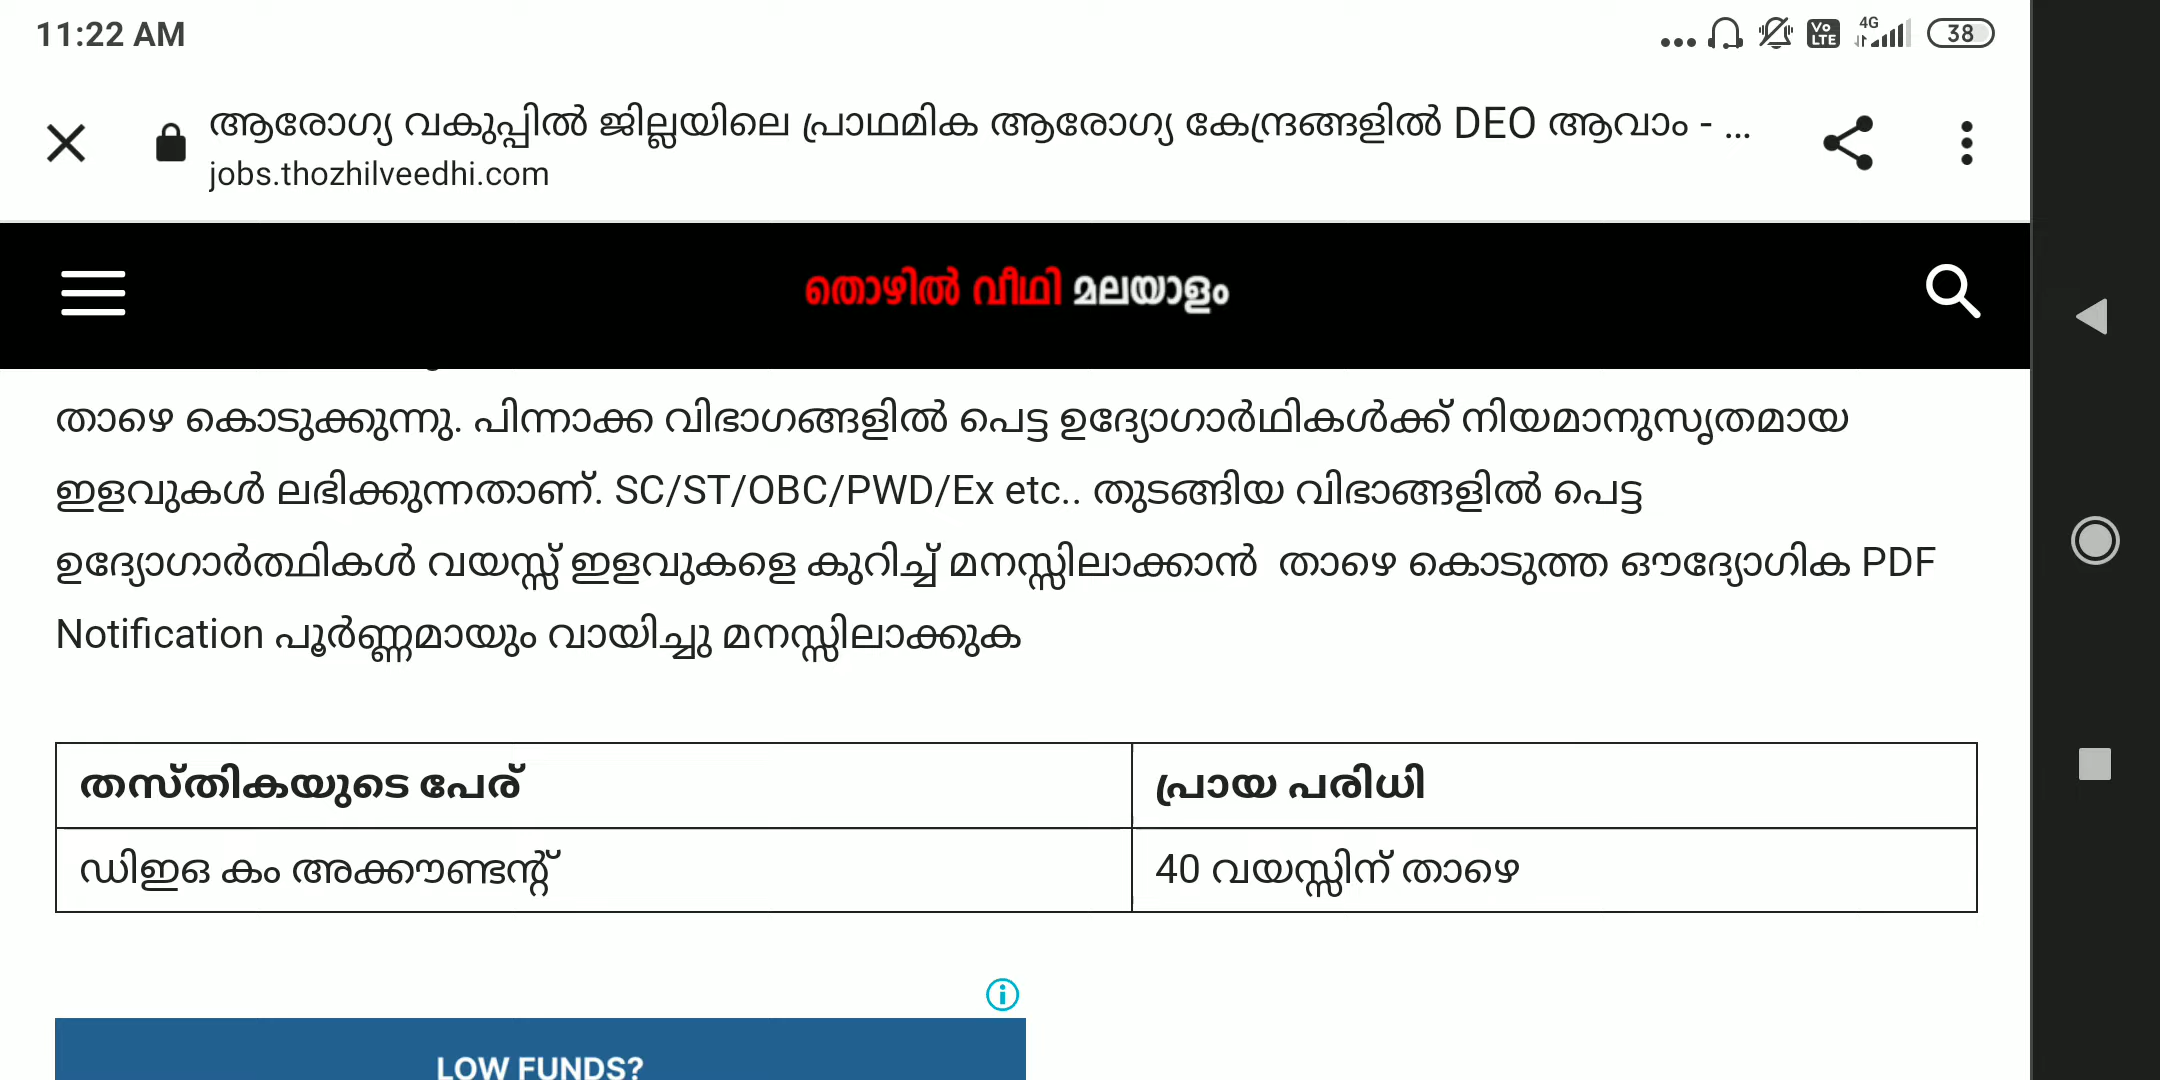 11:22 AM
Vo LTE 4G 38
ആരോഗ്യ വകുപ്പിൽ ജില്ലയിലെ പ്രാഥമിക ആരോഗ്യ കേന്ദ്രങ്ങളിൽ DEO ആവാം - ...
jobs.thozhilveedhi.com
തൊഴിൽ വീഥി മലയാളം
താഴെ കൊടുക്കുന്നു. പിന്നാക്ക വിഭാഗങ്ങളിൽ പെട്ട ഉദ്യോഗാർഥികൾക്ക് നിയമാനുസൃതമായ
ഇളവുകൾ ലഭിക്കുന്നതാണ്. SC/ST/OBC/PWD/Ex etc.. തുടങ്ങിയ വിഭാങ്ങളിൽ പെട്ട
ഉദ്യോഗാർത്ഥികൾ വയസ്സ് ഇളവുകളെ കുറിച്ച് മനസ്സിലാക്കാൻ താഴെ കൊടുത്ത ഔദ്യോഗിക PDF
Notification പൂർണ്ണമായും വായിച്ചു മനസ്സിലാക്കുക
തസ്തികയുടെ പേര് പ്രായ പരിധി
ഡിഇഒ കം അക്കൗണ്ടന്റ് 40 വയസ്സിന് താഴെ
LOW FUNDS?